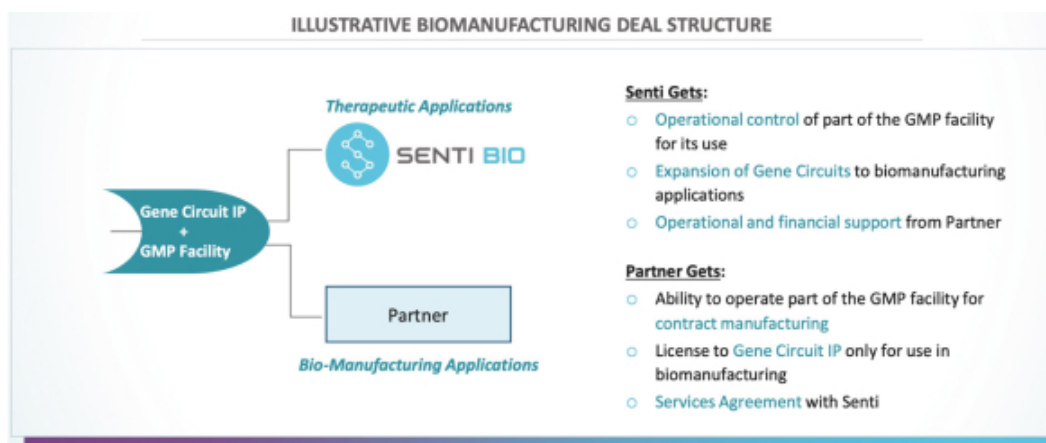 ILLUSTRATIVE BIOMANUFACTURING DEAL STRUCTURE
Therapeutic Applications
SENTI BIO
Gene Circuit IP
+
GMP Facility
Partner
Bio-Manufacturing Applications
Senti Gets:
Operational control of part of the GMP facility
for its use
Expansion of Gene Circuits to biomanufacturing
applications
Operational and financial support from Partner
Partner Gets:
Ability to operate part of the GMP facility for
contract manufacturing
License to Gene Circuit IP only for use in
biomanufacturing
Services Agreement with Senti